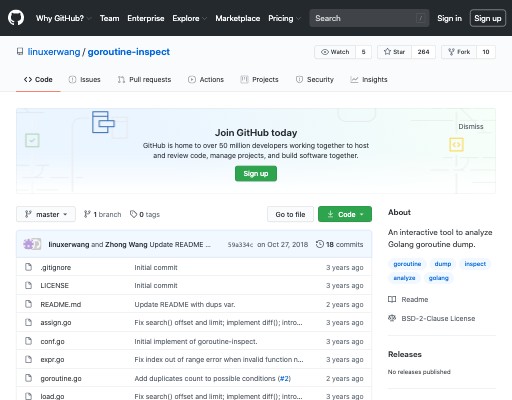 Why GitHub? Team Enterprise Explore Marketplace Pricing Search / Sign in Sign up
linuxerwang / goroutine-inspect Watch 5 Star 264 Fork 10
Code Issues Pull requests Actions Projects Security Insights
Join GitHub today
Dismiss
GitHub is home to over 50 million developers working together to host
and review code, manage projects, and build software together.
Sign up
master 1 branch 0 tags Go to file Code
linuxerwang and Zhong Wang Update README ... 59a334c on Oct 27, 2018 18 commits
.gitignore Initial commit 3 years ago
LICENSE Initial commit 3 years ago
README.md Update README with dups var. 2 years ago
assign.go Fix search() offset and limit; implement diff(); intro... 3 years ago
conf.go Initial implement of goroutine-inspect. 3 years ago
expr.go Fix index out of range error when invalid function n... 3 years ago
goroutine.go Add duplicates count to possible conditions (#2) 2 years ago
load.go Fix search() offset and limit; implement diff(); intro... 3 years ago
About
An interactive tool to analyze
Golang goroutine dump.
goroutine dump inspect
analyze golang
Readme
BSD-2-Clause License
Releases
No releases published